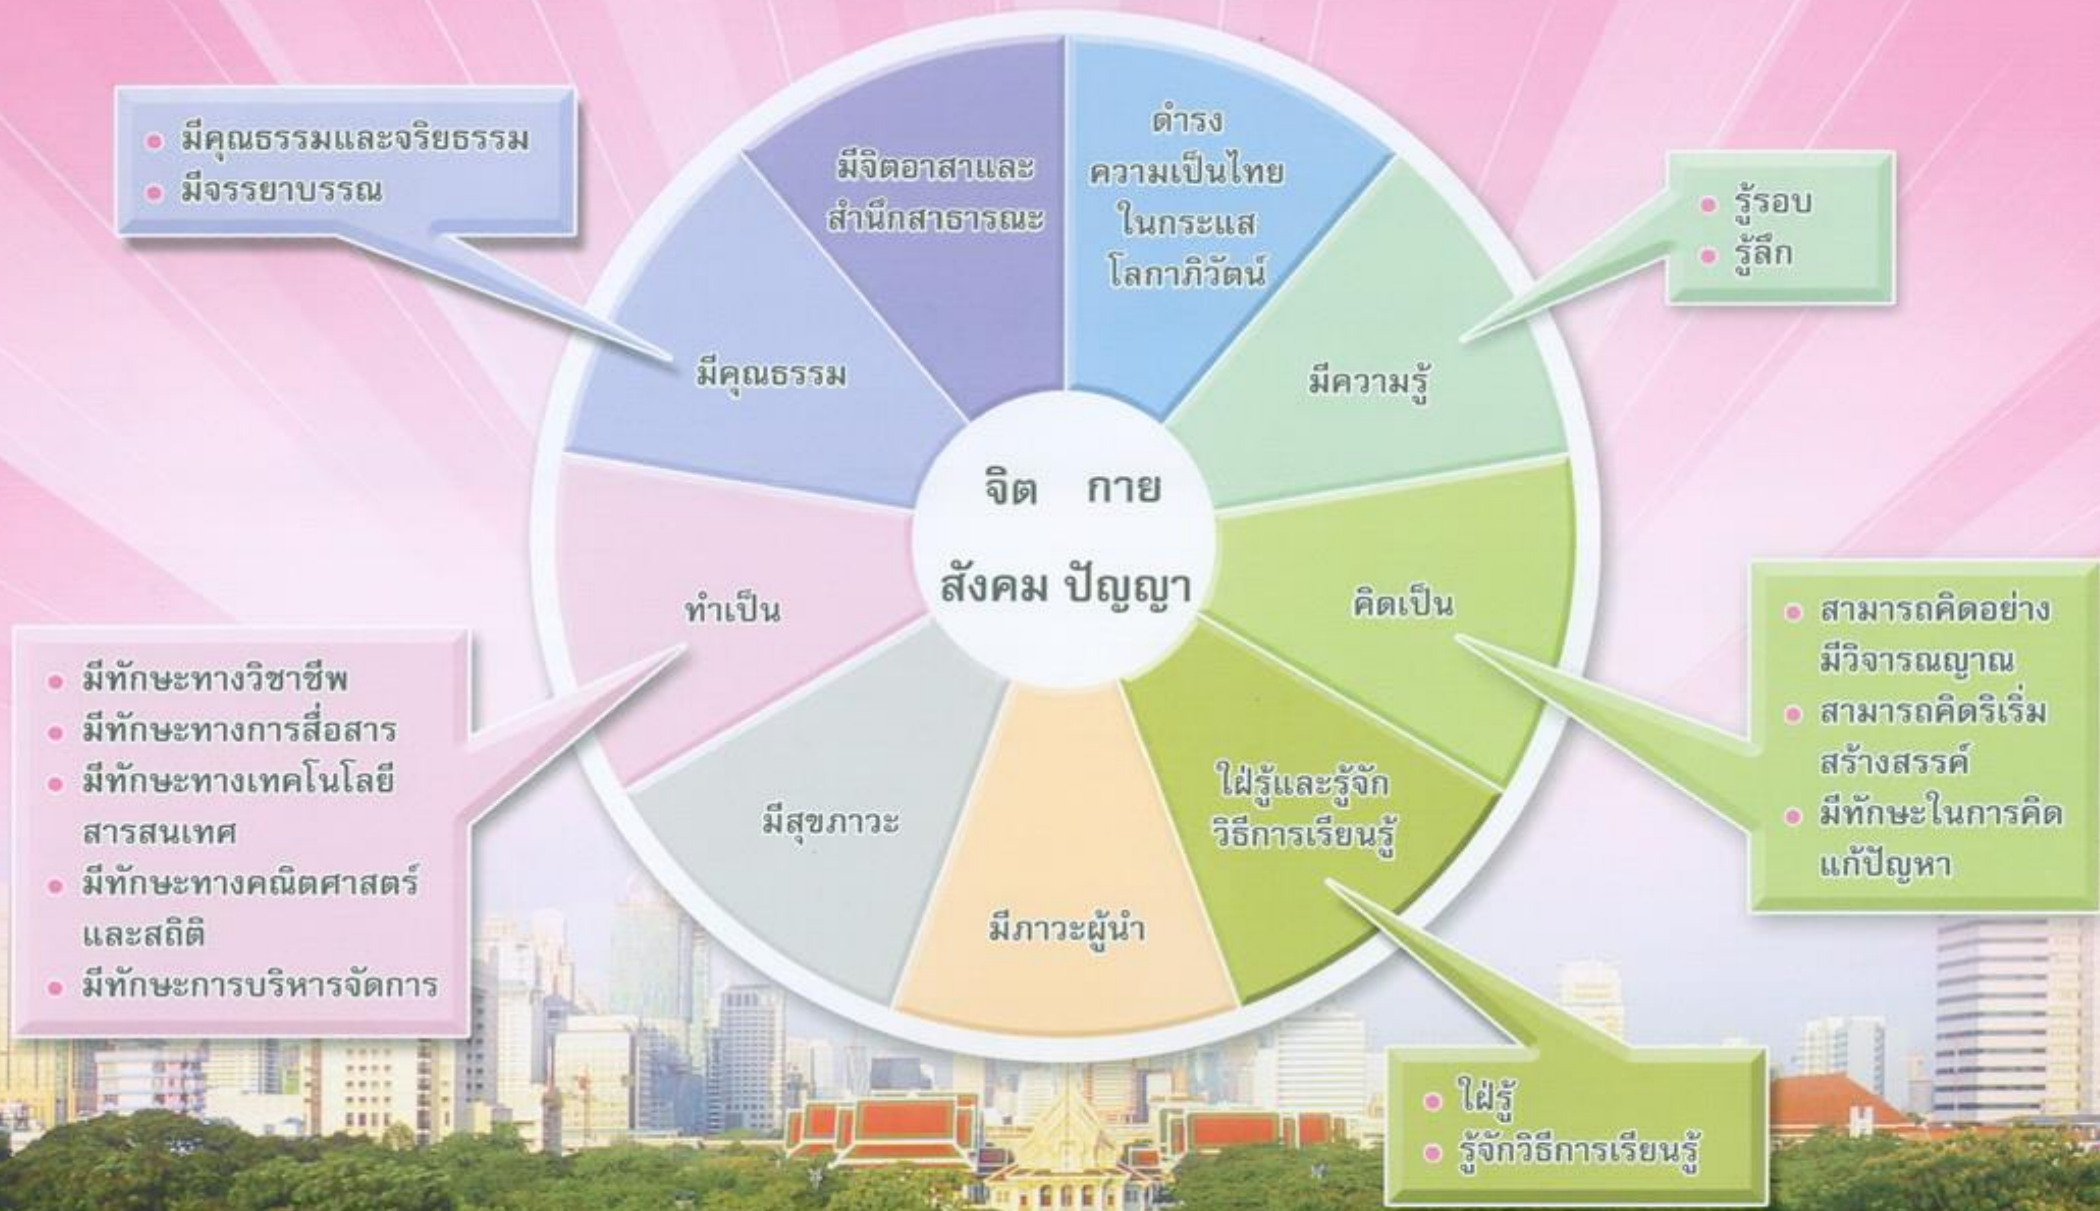 • มีคุณธรรมและจริยธรรม
• มีจรรยาบรรณ
มีจิตอาสาและ
สำนึกสาธารณะ
ดำรง
ความเป็นไทย
ในกระแส
โลกาภิวัตน์
• รู้รอบ
• รู้ลึก
มีคุณธรรม
มีความรู้
จิต กาย
สังคม ปัญญา
ทำเป็น
คิดเป็น
• มีทักษะทางวิชาชีพ
• มีทักษะทางการสื่อสาร
• มีทักษะทางเทคโนโลยี
สารสนเทศ
• มีทักษะทางคณิตศาสตร์
และสถิติ
• มีทักษะการบริหารจัดการ
• สามารถคิดอย่าง
มีวิจารณญาณ
• สามารถคิดริเริ่ม
สร้างสรรค์
• มีทักษะในการคิด
แก้ปัญหา
มีสุขภาวะ
ใฝ่รู้และรู้จัก
วิธีการเรียนรู้
มีภาวะผู้นำ
• ใฝ่รู้
• รู้จักวิธีการเรียนรู้